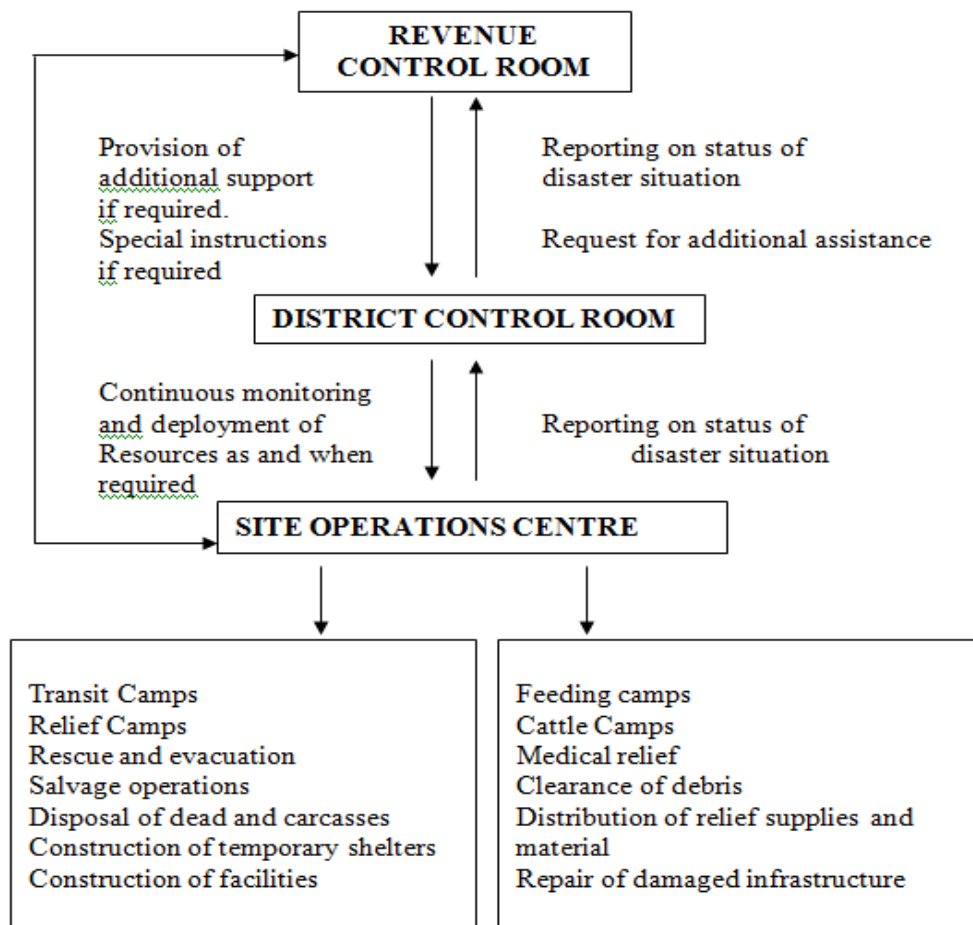 REVENUE
CONTROL ROOM
Provision of
additional support
if required.
Special instructions
if required
Reporting on status of
disaster situation
Request for additional assistance
DISTRICT CONTROL ROOM
Continuous monitoring
and deployment of
Resources as and when
required
Reporting on status of
disaster situation
SITE OPERATIONS CENTRE
Transit Camps
Relief Camps
Rescue and evacuation
Salvage operations
Disposal of dead and carcasses
Construction of temporary shelters
Construction of facilities
Feeding camps
Cattle Camps
Medical relief
Clearance of debris
Distribution of relief supplies and
material
Repair of damaged infrastructure